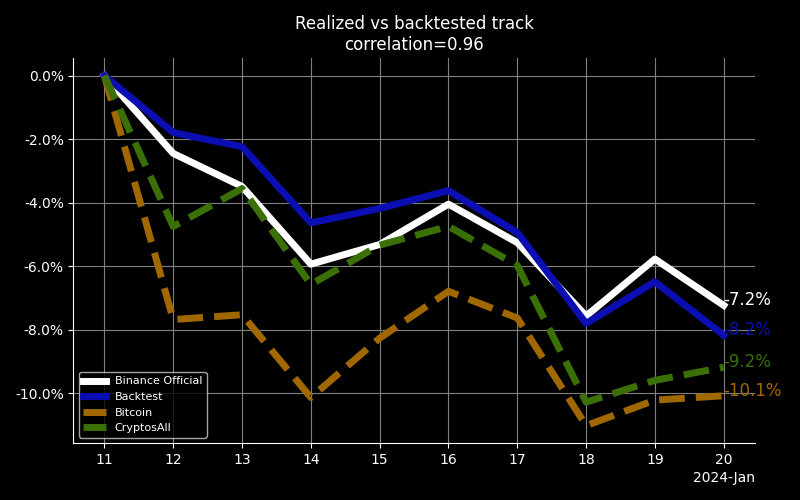 Realized vs backtested track
correlation=0.96
0.0%
-2.0%
-4.0%
-6.0%
-8.0%
-10.0%
-7.2%
-8.2%
-9.2%
-10.1%
Binance Official
Backtest
Bitcoin
CryptosAll
11 12 13 14 15 16 17 18 19 20
2024-Jan